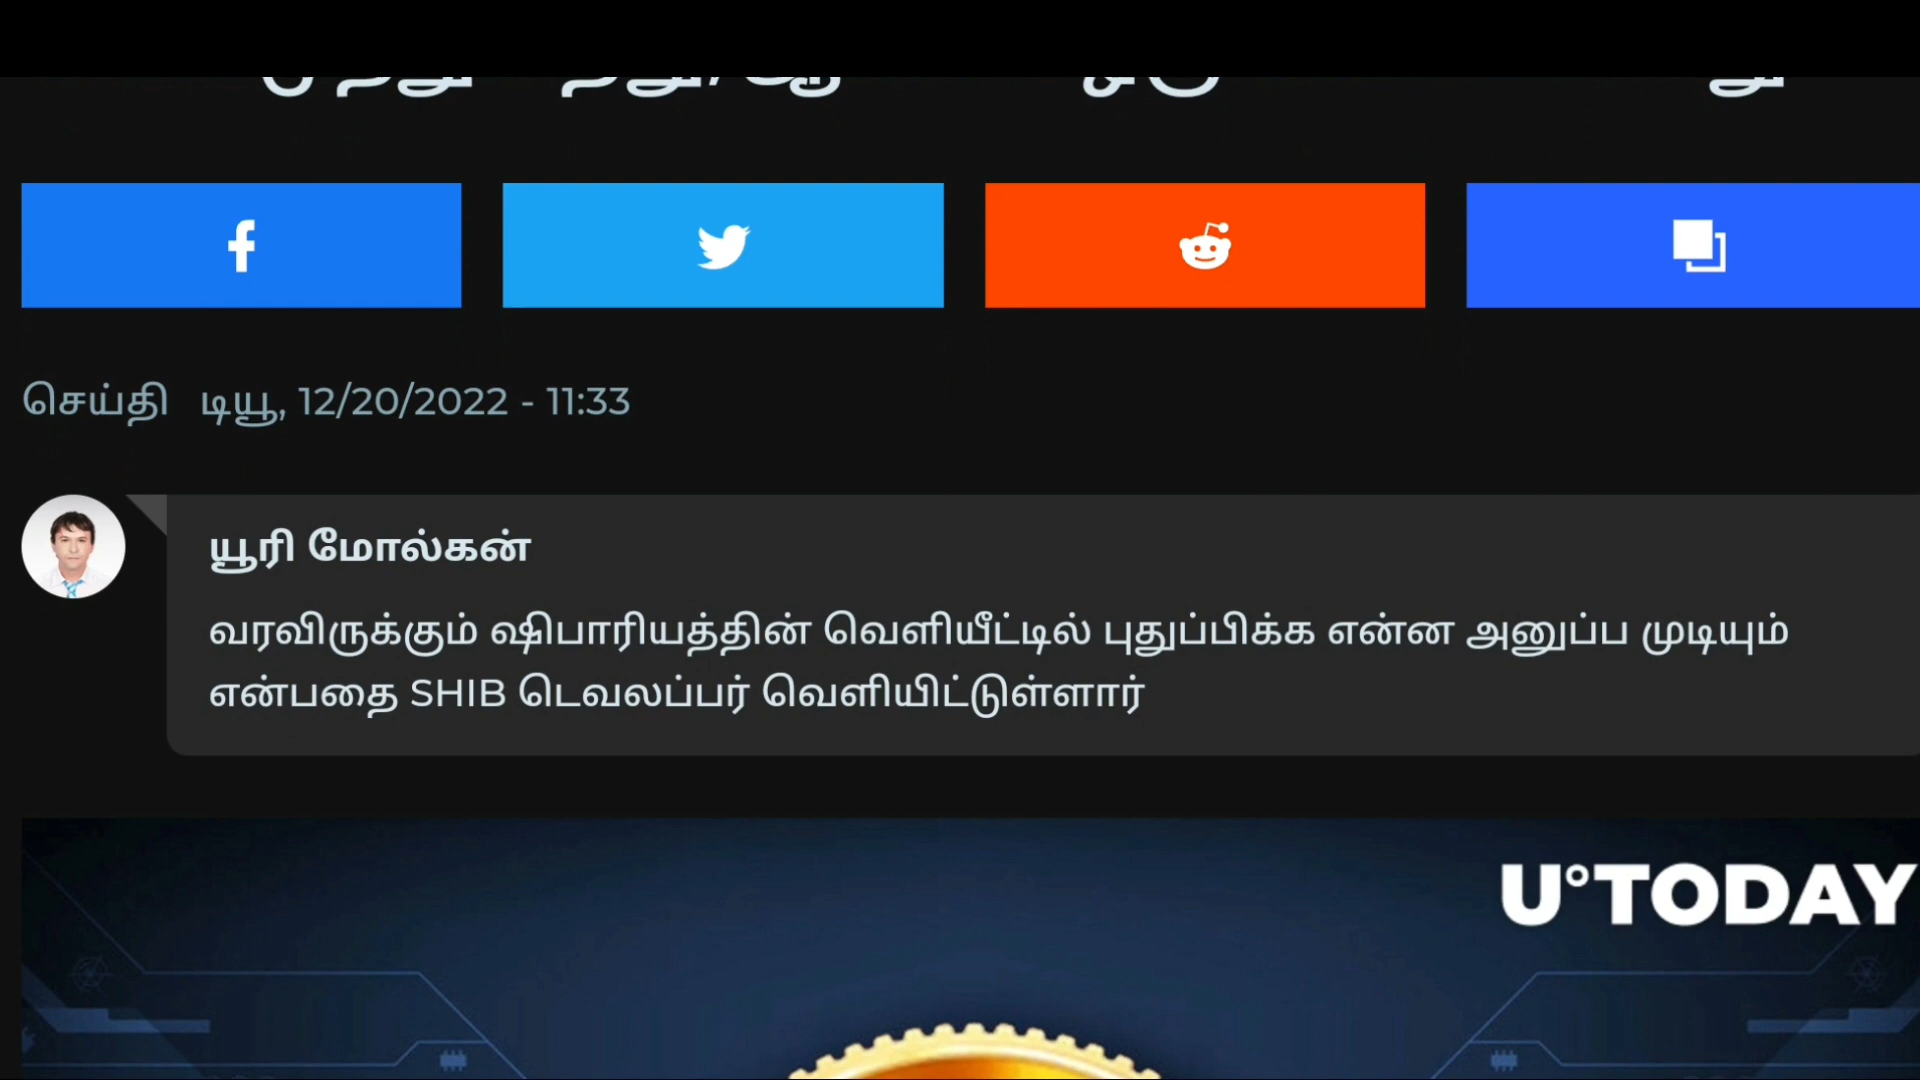 செய்தி டியூ, 12/20/2022 - 11:33
யூரி மோல்கன்
வரவிருக்கும் ஷிபாரியத்தின் வெளியீட்டில் புதுப்பிக்க என்ன அனுப்ப முடியும்
என்பதை SHIB டெவலப்பர் வெளியிட்டுள்ளார்
U°TODAY